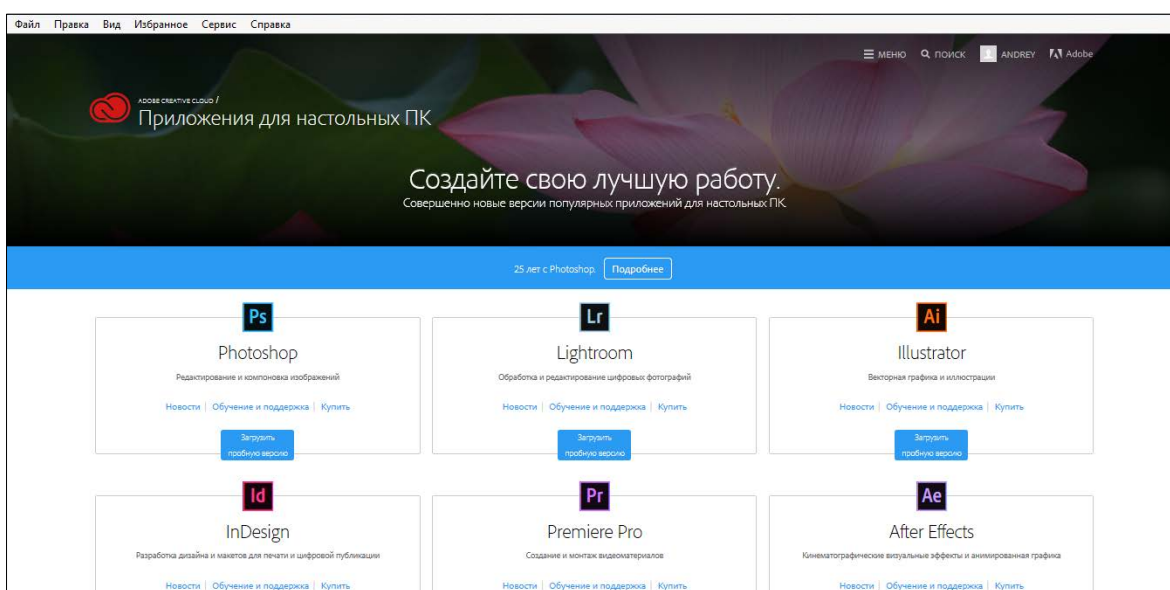 Файл Правка Вид Избранное Сервис Справка
МЕНЮ ПОИСК ANDREY Adobe
ADOBE CREATIVE CLOUD /
Приложения для настольных ПК
Создайте свою лучшую работу.
Совершенно новые версии популярных приложений для настольных ПК.
25 лет с Photoshop. Подробнее
Ps Lr Ai
Photoshop Lightroom Illustrator
Редактирование и компоновка изображений Обработка и редактирование цифровых фотографий Векторная графика и иллюстрации
Новости | Обучение и поддержка | Купить Новости | Обучение и поддержка | Купить Новости | Обучение и поддержка | Купить
Загрузить Загрузить Загрузить
пробную версию пробную версию пробную версию
Id Pr Ae
InDesign Premiere Pro After Effects
Разработка дизайна и макетов для печати и цифровой публикации Создание и монтаж видеоматериалов Кинематографические визуальные эффекты и анимированная графика
Новости | Обучение и поддержка | Купить Новости | Обучение и поддержка | Купить Новости | Обучение и поддержка | Купить